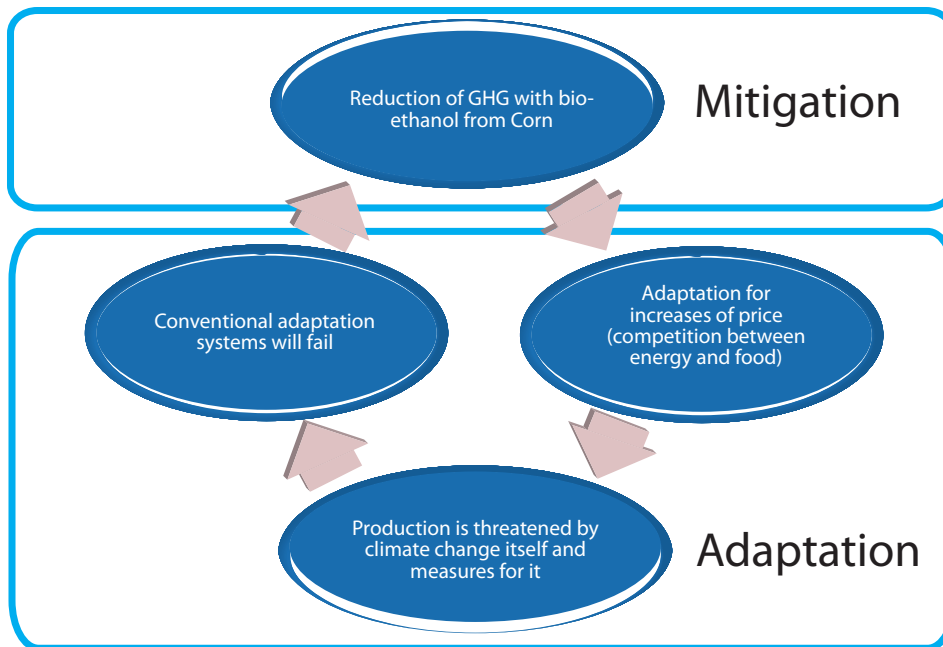 Reduction of GHG with bio-
ethanol from Corn
Mitigation
Conventional adaptation
systems will fail
Adaptation for
increases of price
(competition between
energy and food)
Production is threatened by
climate change itself and
measures for it
Adaptation